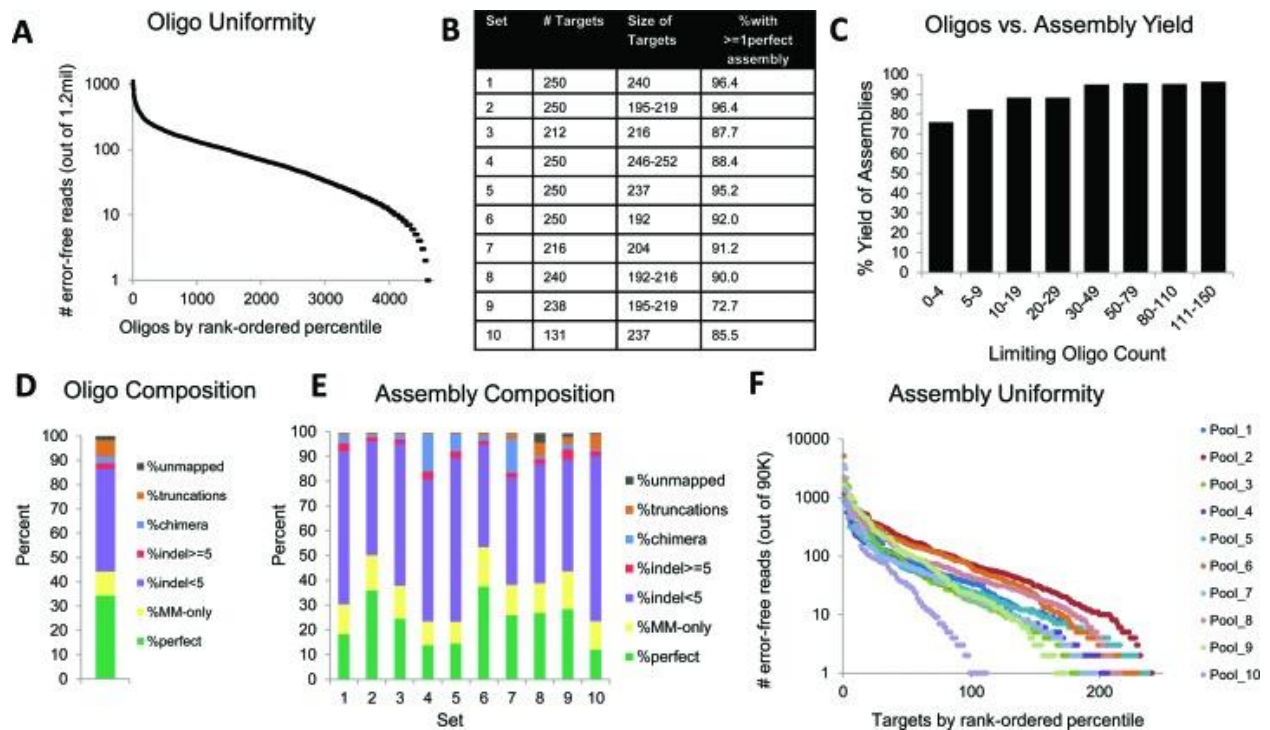 A
Oligo Uniformity
# error-free reads (out of 1.2mil)
1000
100
10
1
0 1000 2000 3000 4000
Oligos by rank-ordered percentile
B
Set # Targets Size of Targets %with >=1perfect assembly
1 250 240 96.4
2 250 195-219 96.4
3 212 216 87.7
4 250 246-252 88.4
5 250 237 95.2
6 250 192 92.0
7 216 204 91.2
8 240 192-216 90.0
9 238 195-219 72.7
10 131 237 85.5
C
Oligos vs. Assembly Yield
% Yield of Assemblies
100
90
80
70
60
50
40
30
20
10
0
0-4 5-9 10-19 20-29 30-49 50-79 80-110 111-150
Limiting Oligo Count
D
Oligo Composition
Percent
100
90
80
70
60
50
40
30
20
10
0
%unmapped
%truncations
%chimera
%indel>=5
%indel<5
%MM-only
%perfect
E
Assembly Composition
Percent
100
90
80
70
60
50
40
30
20
10
0
1 2 3 4 5 6 7 8 9 10
Set
%unmapped
%truncations
%chimera
%indel>=5
%indel<5
%MM-only
%perfect
F
Assembly Uniformity
# error-free reads (out of 90K)
10000
1000
100
10
1
0 100 200
Targets by rank-ordered percentile
Pool_1
Pool_2
Pool_3
Pool_4
Pool_5
Pool_6
Pool_7
Pool_8
Pool_9
Pool_10